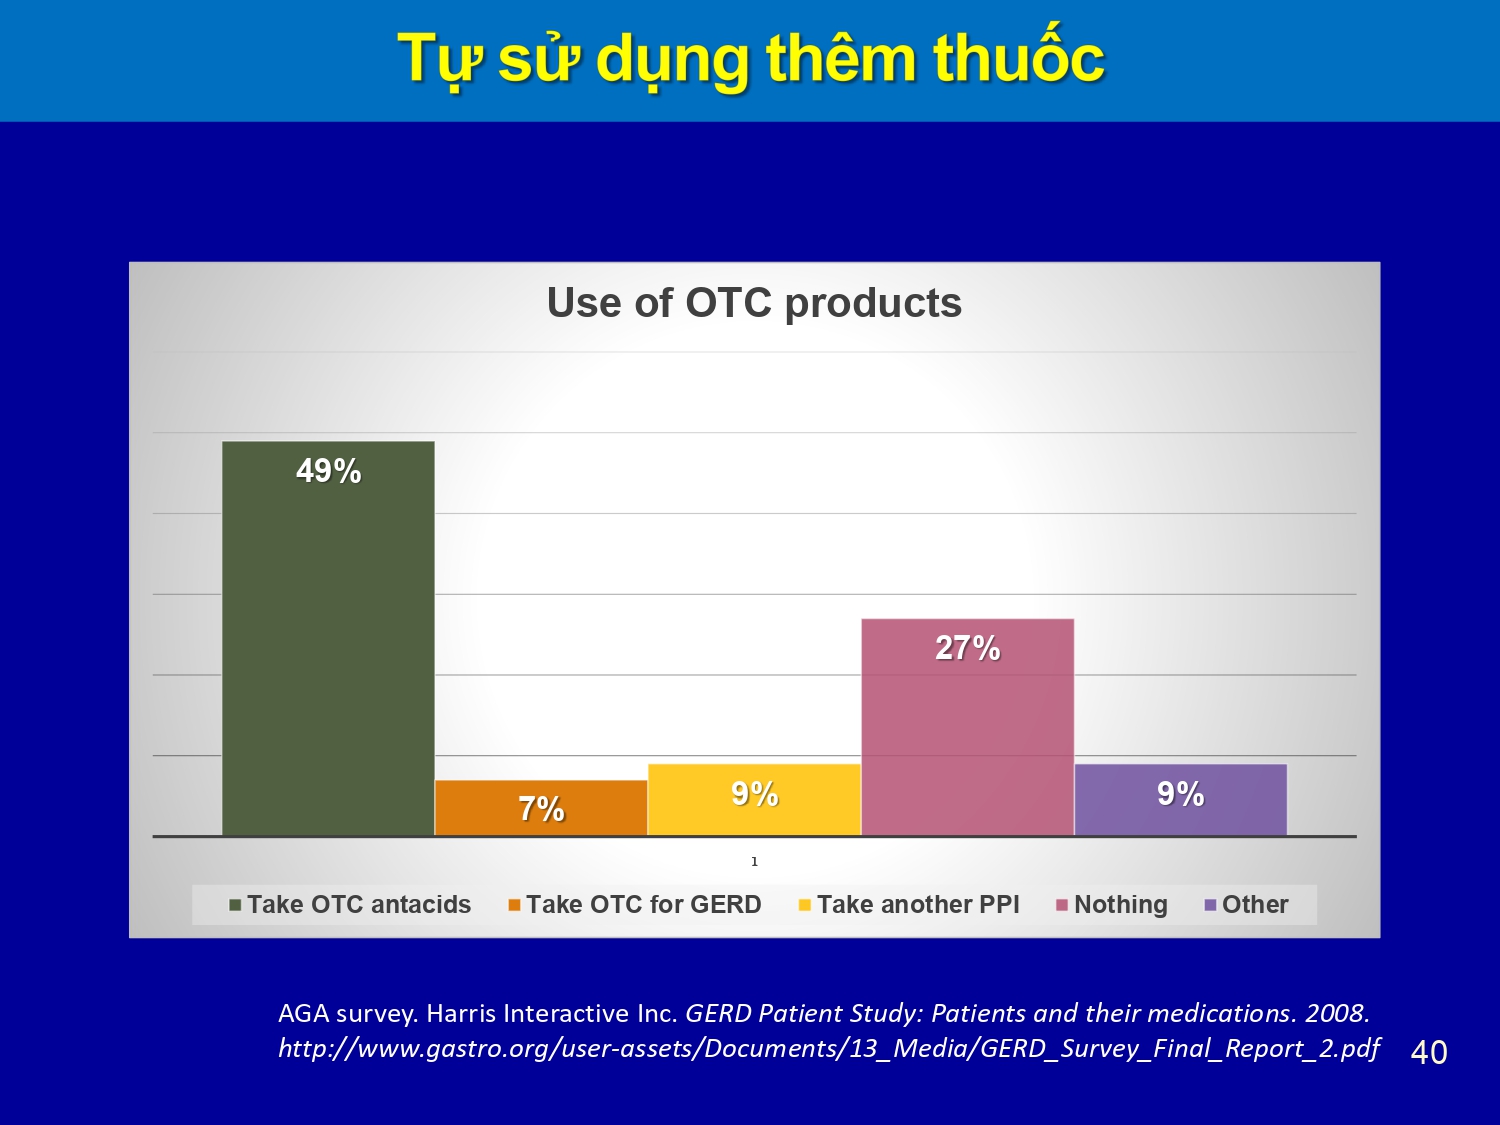 Tự sử dụng thêm thuốc
Use of OTC products
49%
7%
9%
27%
9%
1
Take OTC antacids Take OTC for GERD Take another PPI Nothing Other
AGA survey. Harris Interactive Inc. GERD Patient Study: Patients and their medications. 2008.
http://www.gastro.org/user-assets/Documents/13_Media/GERD_Survey_Final_Report_2.pdf
40